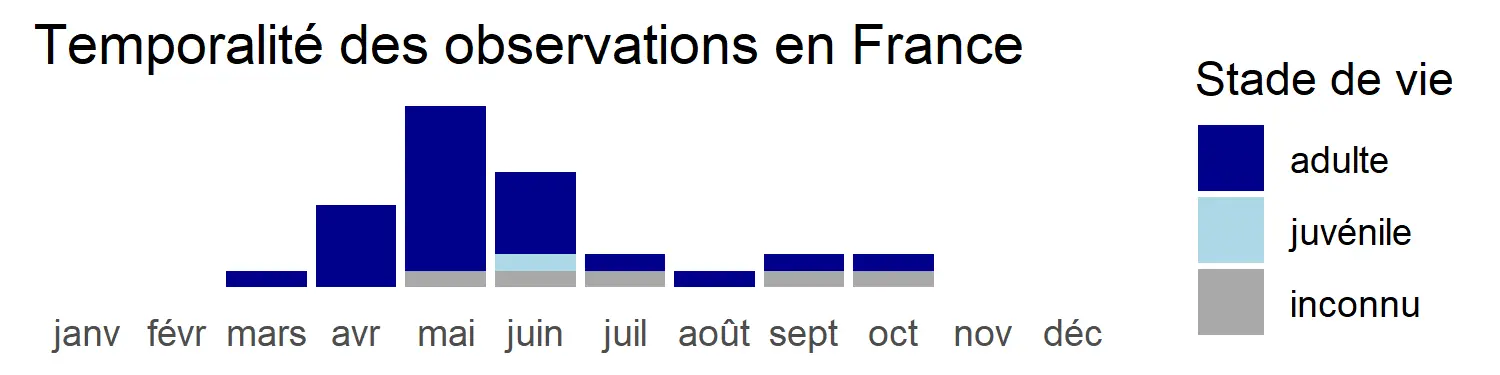 Temporalité des observations en France
Stade de vie
adulte
juvénile
inconnu
janv févr mars avr mai juin juil août sept oct nov déc